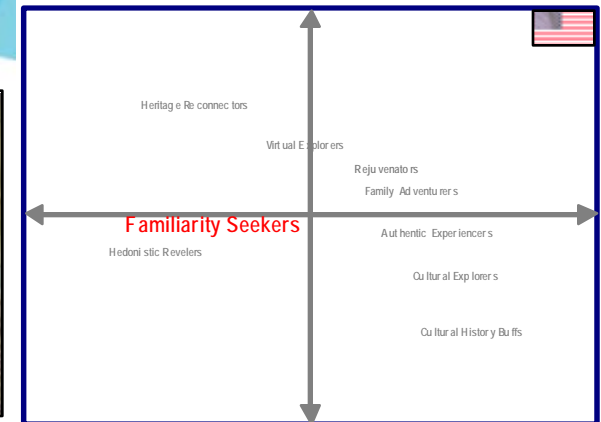 Heritage Reconnectors
Virtual Explorers
Rejuvenators
Family Adventurers
Familiarity Seekers
Authentic Experiencers
Hedonistic Revelers
Cultural Explorers
Cultural History Buffs